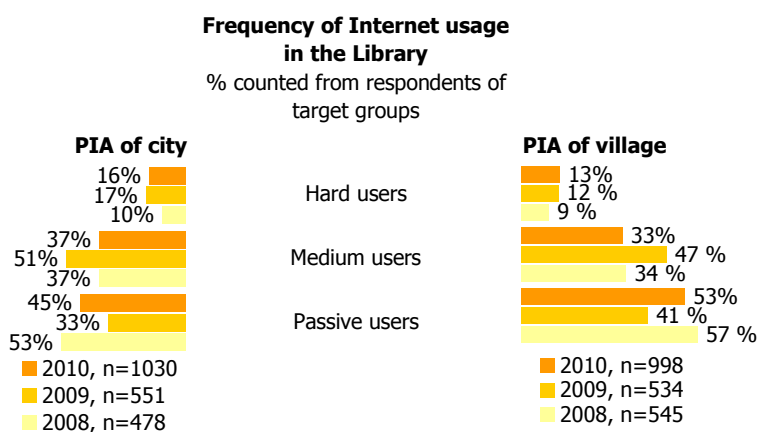 Frequency of Internet usage
in the Library
% counted from respondents of
target groups
PIA of city
PIA of village
16%
17%
10%
Hard users
13%
12 %
9 %
37%
51%
37%
Medium users
33%
47 %
34 %
45%
33%
53%
Passive users
53%
41 %
57 %
2010, n=1030
2009, n=551
2008, n=478
2010, n=998
2009, n=534
2008, n=545